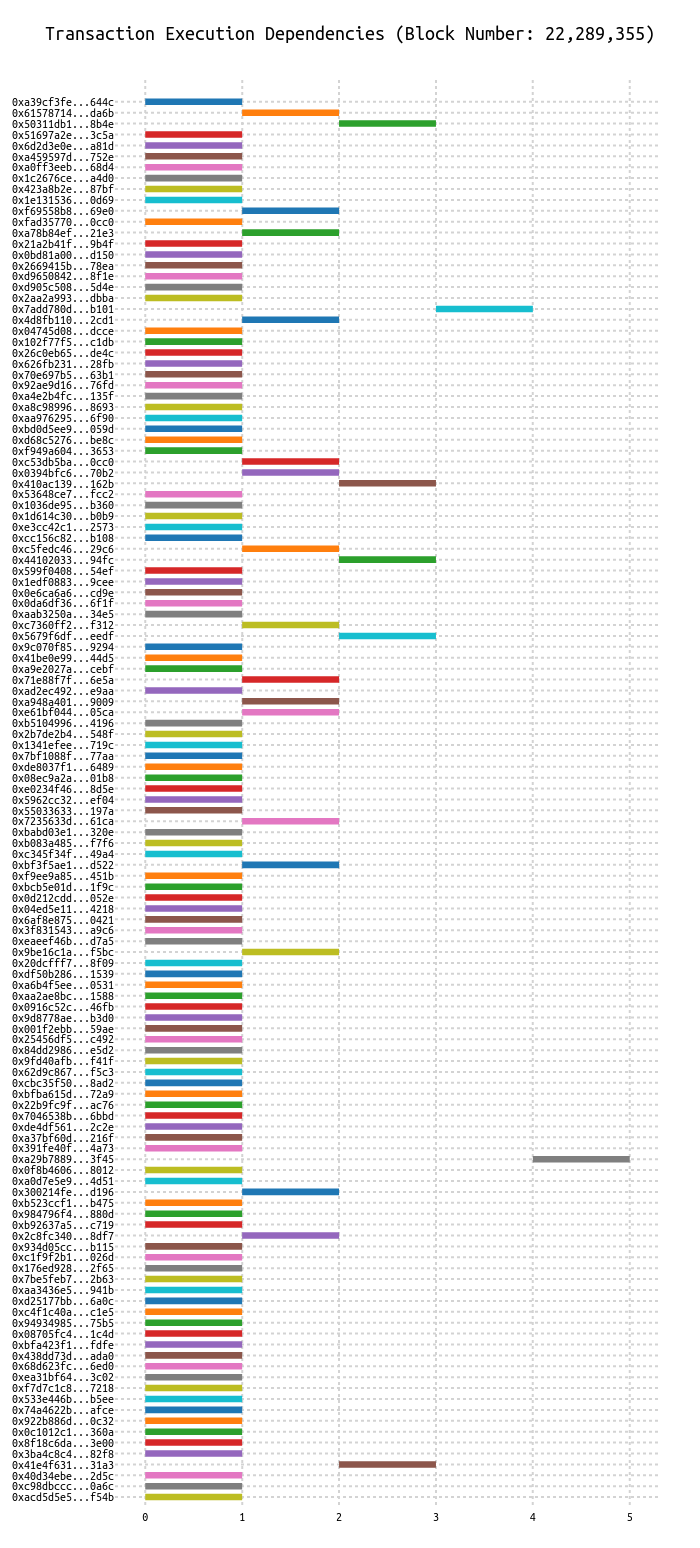 Transaction Execution Dependencies (Block Number: 22,289,355)
0xa39cf3fe...644c
0x61578714...da6b
0x50311db1...8b4e
0x51697a2e...3c5a
0x6d2d3e0e...a81d
0xa459597d...752e
0xa0ff3eeb...68d4
0x1c2676ce...a4d0
0x423a8b2e...87bf
0x1e131536...0d69
0xf69558b8...69e0
0xfad35770...0cc0
0xa78b84ef...21e3
0x21a2b41f...9b4f
0x0bd81a00...d150
0x2669415b...78ea
0xd9650842...8f1e
0xd905c508...5d4e
0x2aa2a993...dbba
0x7add780d...b101
0x4d8fb110...2cd1
0x04745d08...dcce
0x102f77f5...c1db
0x26c0eb65...de4c
0x626fb231...28fb
0x70e697b5...63b1
0x92ae9d16...76fd
0xa4e2b4fc...135f
0xa8c98996...8693
0xaa976295...6f90
0xbd0d5ee9...059d
0xd68c5276...be8c
0xf949a604...3653
0xc53db5ba...0cc0
0x0394bfc6...70b2
0x410ac139...162b
0x53648ce7...fcc2
0x1036de95...b360
0x1d614c30...b0b9
0xe3cc42c1...2573
0xcc156c82...b108
0xc5fedc46...29c6
0x44102033...94fc
0x599f0408...54ef
0x1edf0883...9cee
0x0e6ca6a6...cd9e
0x0da6df36...6f1f
0xaab3250a...34e5
0xc7360ff2...f312
0x5679f6df...eedf
0x9c070f85...9294
0x41be0e99...44d5
0xa9e2027a...cebf
0x71e88f7f...6e5a
0xad2ec492...e9aa
0xa948a401...9009
0xe61bf044...05ca
0xb5104996...4196
0x2b7de2b4...548f
0x1341efee...719c
0x7bf1088f...77aa
0xde8037f1...6489
0x08ec9a2a...01b8
0xe0234f46...8d5e
0x5962cc32...ef04
0x55033633...197a
0x7235633d...61ca
0xbabd03e1...320e
0xb083a485...f7f6
0xc345f34f...49a4
0xbf3f5ae1...d522
0xf9ee9a85...451b
0xbcb5e01d...1f9c
0x0d212cdd...052e
0x04ed5e11...4218
0x6af8e875...0421
0x3f831543...a9c6
0xeaeef46b...d7a5
0x9be16c1a...f5bc
0x20dcfff7...8f09
0xdf50b286...1539
0xa6b4f5ee...0531
0xaa2ae8bc...1588
0x0916c52c...46fb
0x9d8778ae...b3d0
0x001f2ebb...59ae
0x25456df5...c492
0x84dd2986...e5d2
0x9fd40afb...f41f
0x62d9c867...f5c3
0xcbc35f50...8ad2
0xbfba615d...72a9
0x22b9fc9f...ac76
0x7046538b...6bbd
0xde4df561...2c2e
0xa37bf60d...216f
0x391fe40f...4a73
0xa29b7889...3f45
0x0f8b4606...8012
0xa0d7e5e9...4d51
0x300214fe...d196
0xb523ccf1...b475
0x984796f4...880d
0xb92637a5...c719
0x2c8fc340...8df7
0x934d05cc...b115
0xc1f9f2b1...026d
0x176ed928...2f65
0x7be5feb7...2b63
0xaa3436e5...941b
0xd25177bb...6a0c
0xc4f1c40a...c1e5
0x94934985...75b5
0x08705fc4...1c4d
0xbfa423f1...fdfe
0x438dd73d...ada0
0x68d623fc...6ed0
0xea31bf64...3c02
0xf7d7c1c8...7218
0x533e446b...b5ee
0x74a4622b...afce
0x922b886d...0c32
0x0c1012c1...360a
0x8f18c6da...3e00
0x3ba4c8c4...82f8
0x41e4f631...31a3
0x40d34ebe...2d5c
0xc98dbccc...0a6c
0xacd5d5e5...f54b
0 1 2 3 4 5